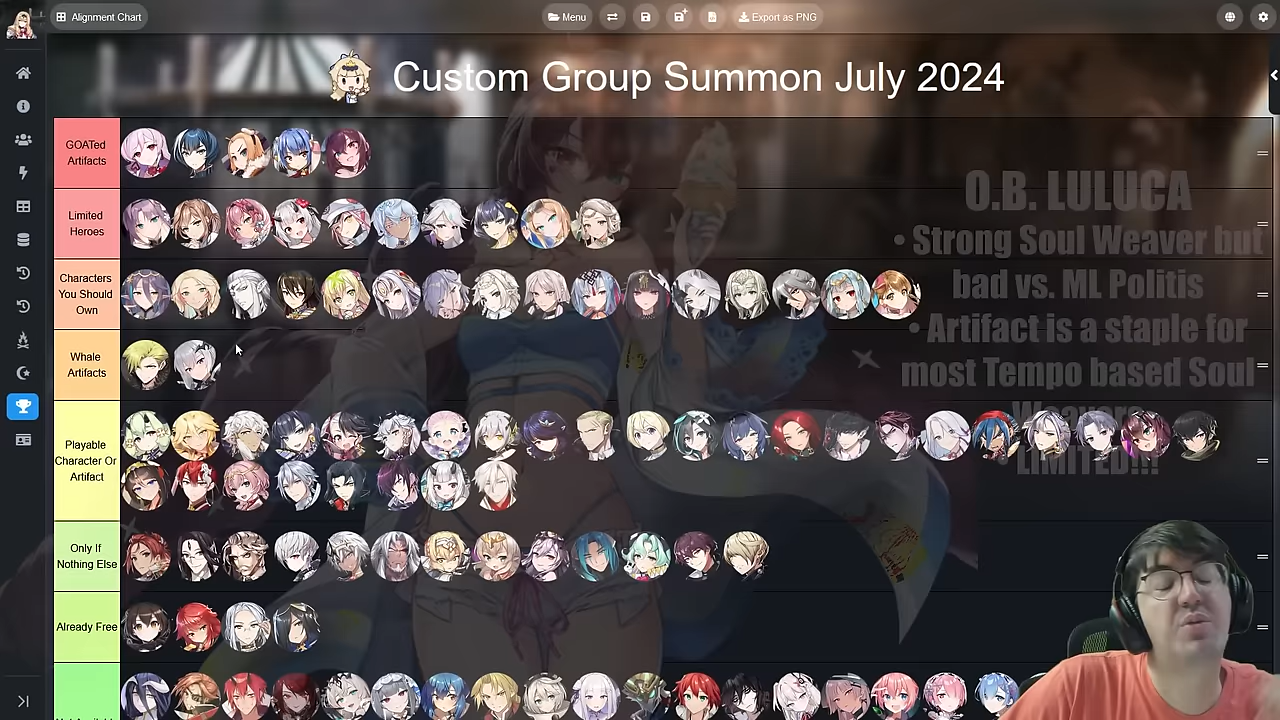 Alignment Chart
Menu
Export as PNG
Custom Group Summon July 2024
GOATed
Artifacts
Limited
Heroes
Characters
You Should
Own
Whale
Artifacts
Playable
Character Or
Artifact
Only If
Nothing Else
Already Free
O.B. LULUCA
• Strong Soul Weaver but
bad vs. ML Politis
• Artifact is a staple for
most Tempo based Soul
Weavers
• LIMITED!!!